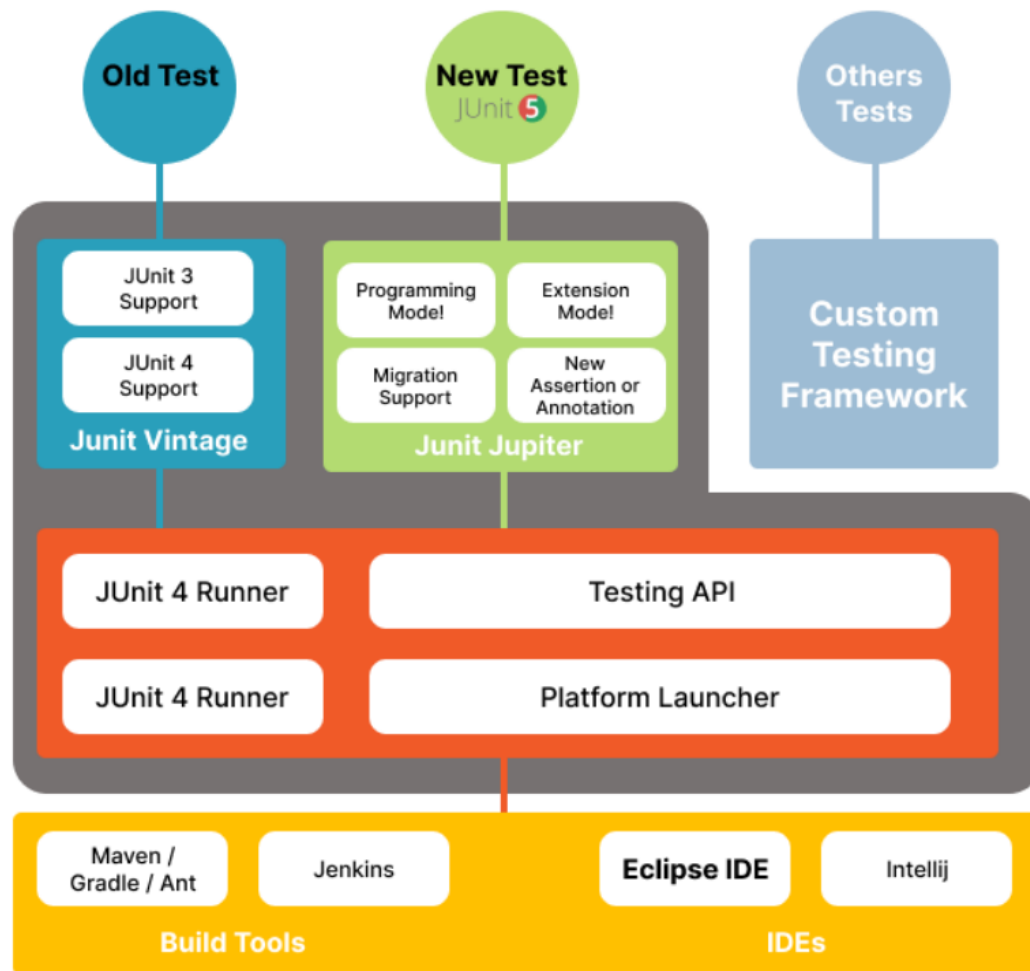 Old Test
New Test
JUnit 5
Others
Tests
JUnit 3
Support
JUnit 4
Support
Junit Vintage
Programming
Mode!
Extension
Mode!
Migration
Support
New
Assertion or
Annotation
Junit Jupiter
Custom
Testing
Framework
JUnit 4 Runner
Testing API
JUnit 4 Runner
Platform Launcher
Maven /
Gradle / Ant
Jenkins
Eclipse IDE
Intellij
Build Tools
IDEs